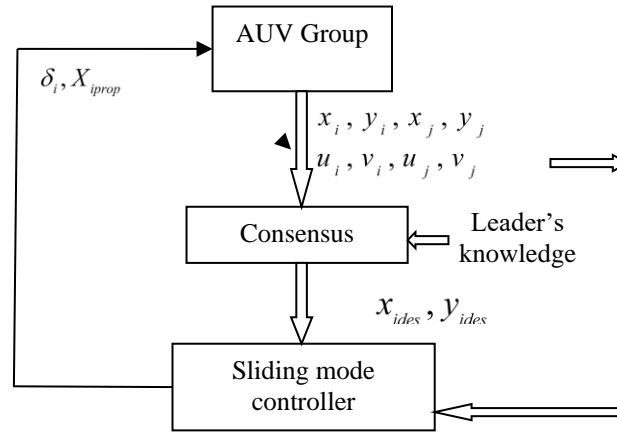 AUV Group
δi, Xiprop
xi , yi , xj , yj
ui , vi , uj , vj
Consensus
Leader’s
knowledge
xides , yides
Sliding mode
controller